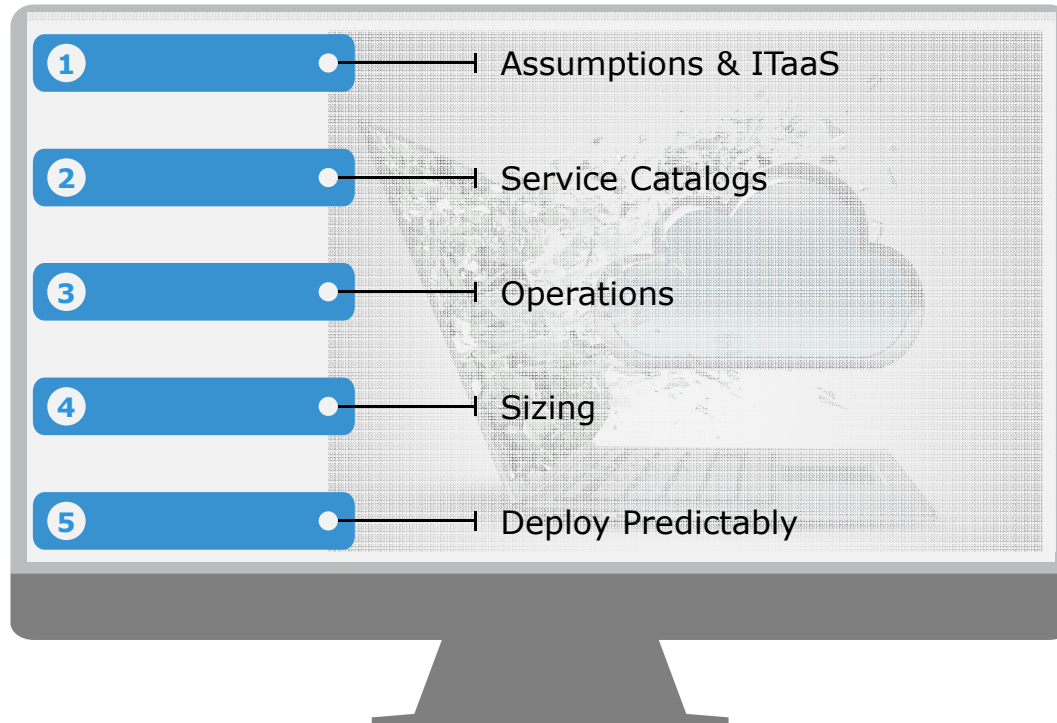 1 Assumptions & ITaaS
2 Service Catalogs
3 Operations
4 Sizing
5 Deploy Predictably